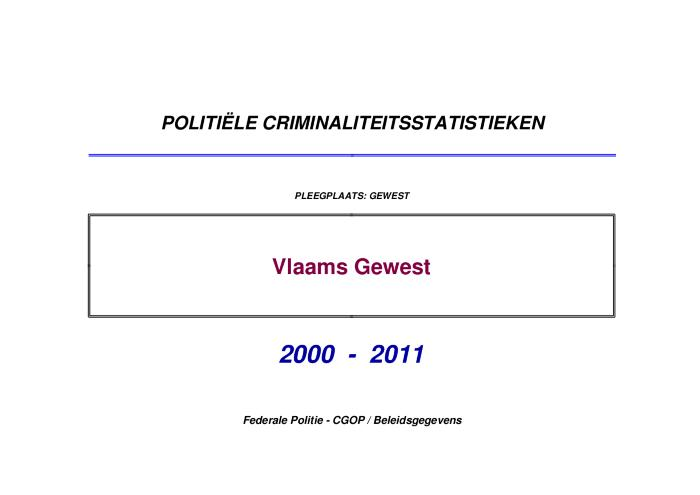 POLITIËLE CRIMINALITEITSSTATISTIEKEN
PLEEGPLAATS: GEWEST
Vlaams Gewest
2000 - 2011
Federale Politie - CGOP / Beleidsgegevens